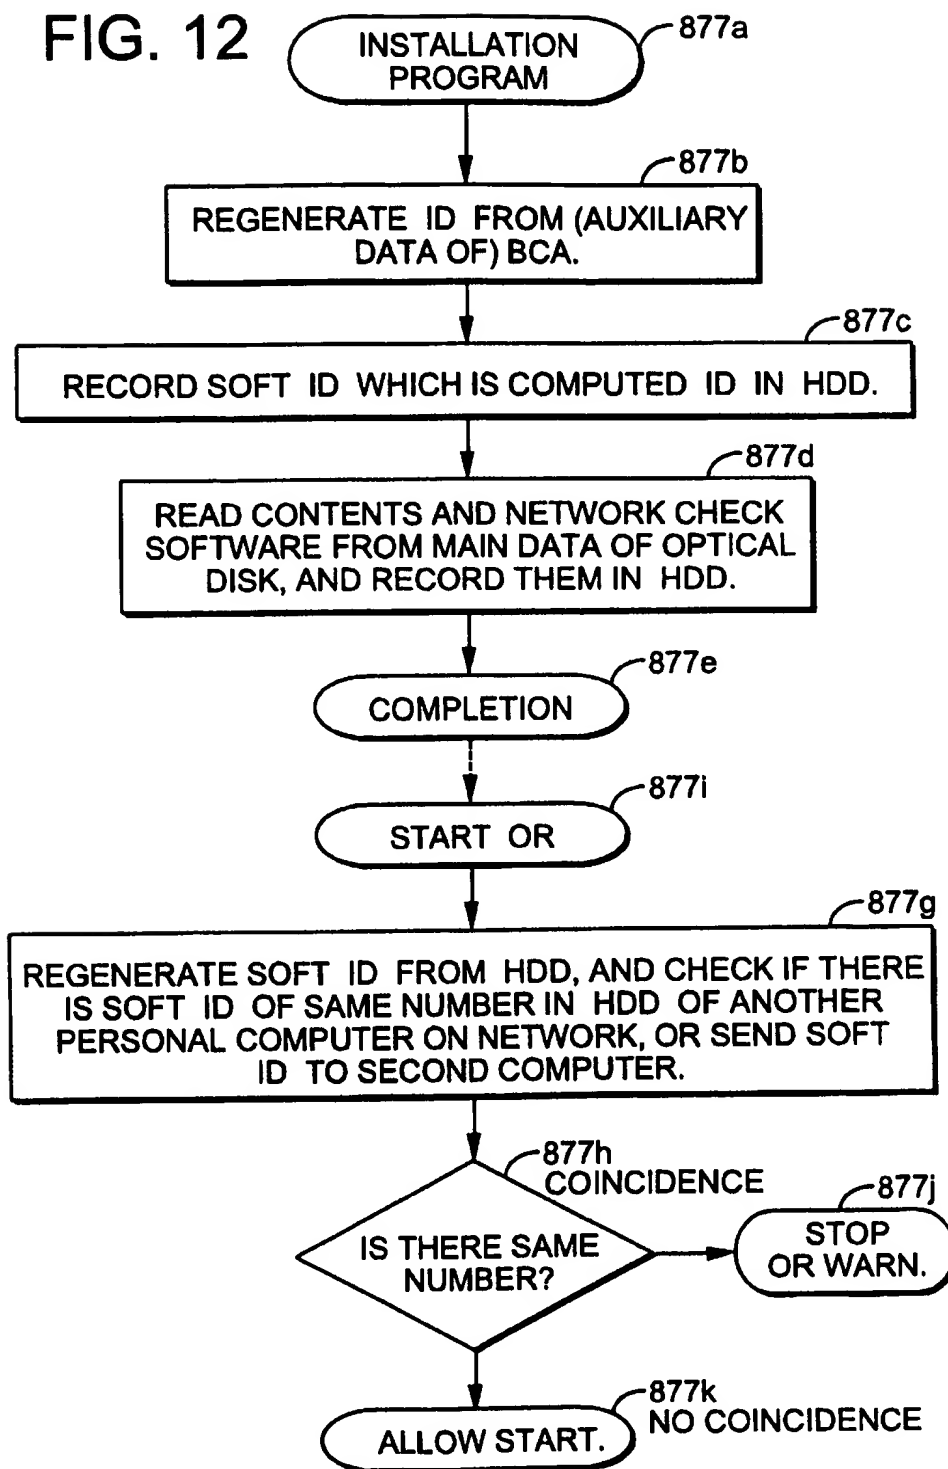 FIG. 12
877a
INSTALLATION
PROGRAM
877b
REGENERATE ID FROM (AUXILIARY
DATA OF) BCA.
877c
RECORD SOFT ID WHICH IS COMPUTED ID IN HDD.
877d
READ CONTENTS AND NETWORK CHECK
SOFTWARE FROM MAIN DATA OF OPTICAL
DISK, AND RECORD THEM IN HDD.
877e
COMPLETION
877i
START OR
877g
REGENERATE SOFT ID FROM HDD, AND CHECK IF THERE
IS SOFT ID OF SAME NUMBER IN HDD OF ANOTHER
PERSONAL COMPUTER ON NETWORK, OR SEND SOFT
ID TO SECOND COMPUTER.
877h
COINCIDENCE
IS THERE SAME
NUMBER?
877j
STOP
OR WARN.
877k
NO COINCIDENCE
ALLOW START.